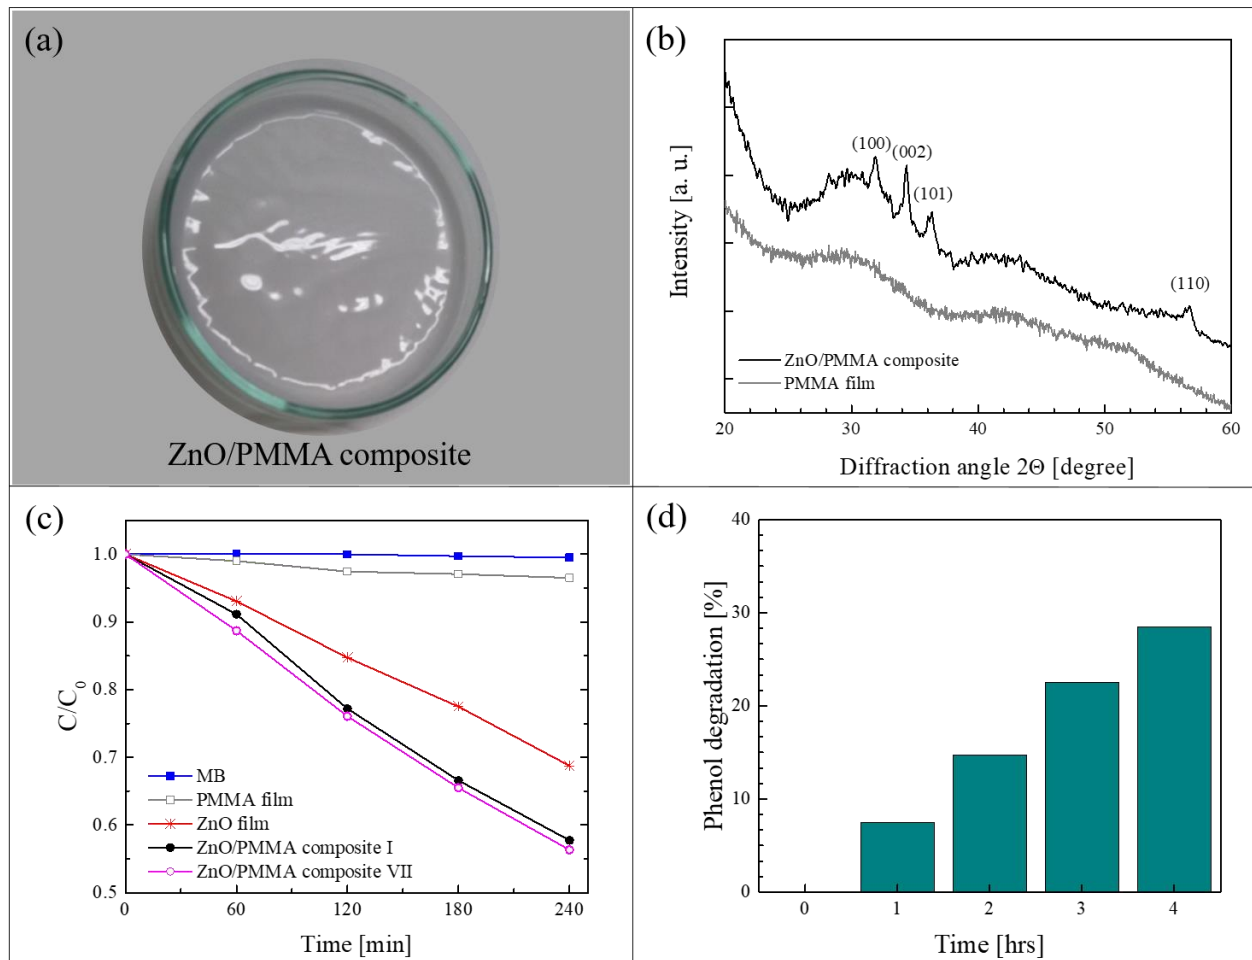 (a)
ZnO/PMMA composite
(b)
Intensity [a. u.]
(100)
(002)
(101)
(110)
ZnO/PMMA composite
PMMA film
20
30
40
50
60
Diffraction angle 2Θ [degree]
(c)
C/C₀
1.0
0.9
0.8
0.7
0.6
0.5
MB
PMMA film
ZnO film
ZnO/PMMA composite I
ZnO/PMMA composite VII
0
60
120
180
240
Time [min]
(d)
Phenol degradation [%]
40
30
20
10
0
0
1
2
3
4
Time [hrs]